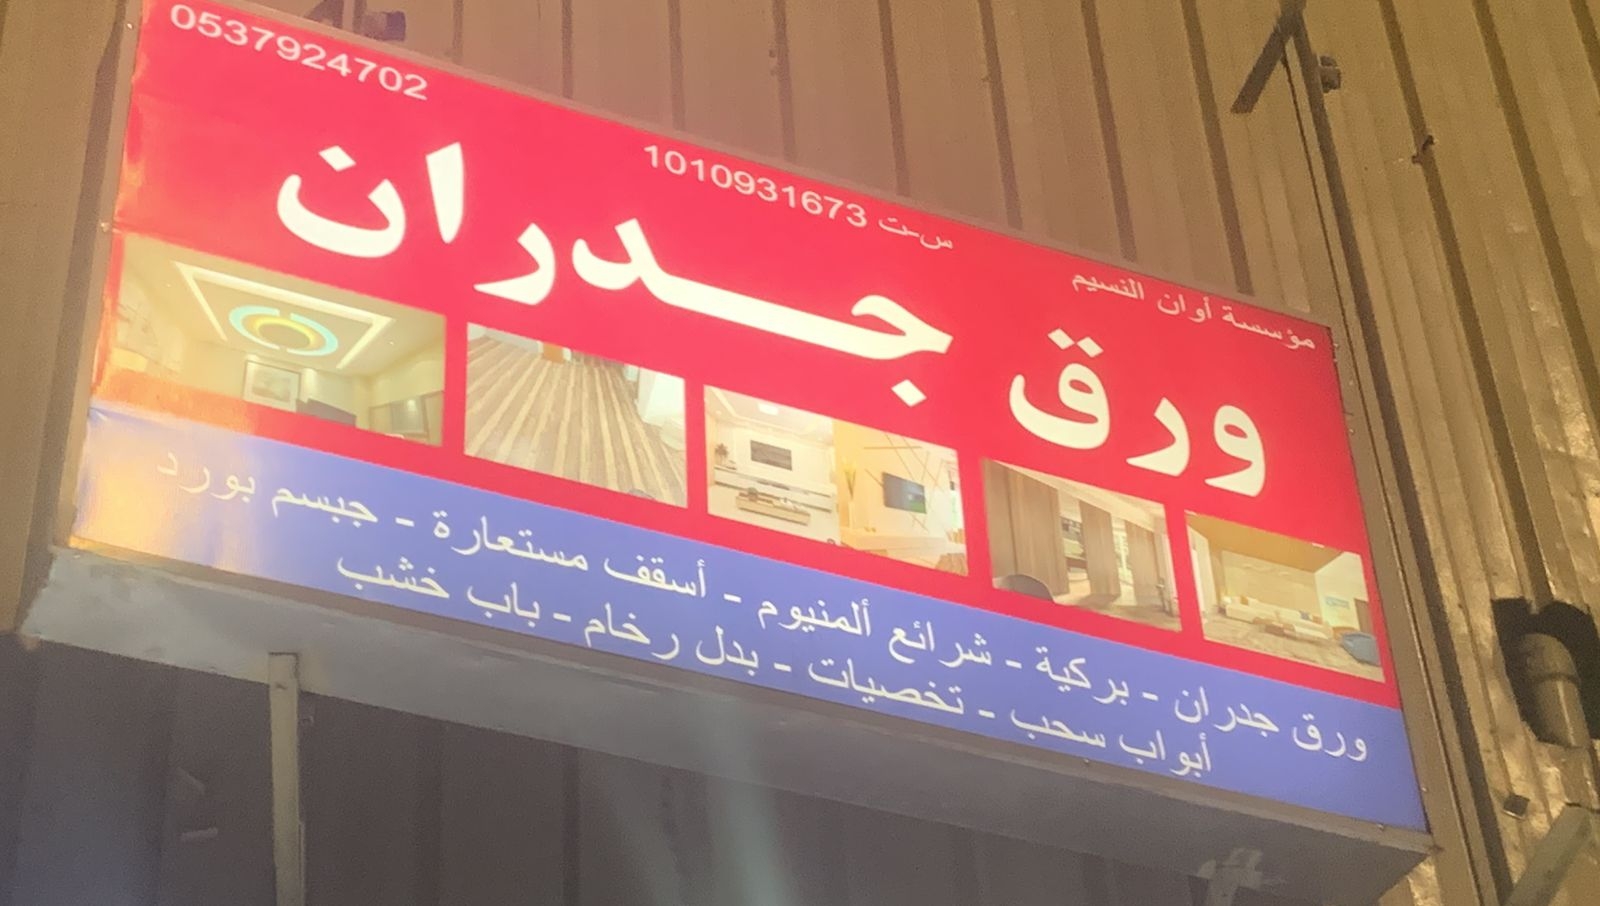 0537924702
س-ت 1010931673
مؤسسة أوان النسيم
ورق جدران
ورق جدران - بركية - شرائع ألمنيوم - أسقف مستعارة - جبسم بورد
أبواب سحب - تخصيات - بدل رخام - باب خشب